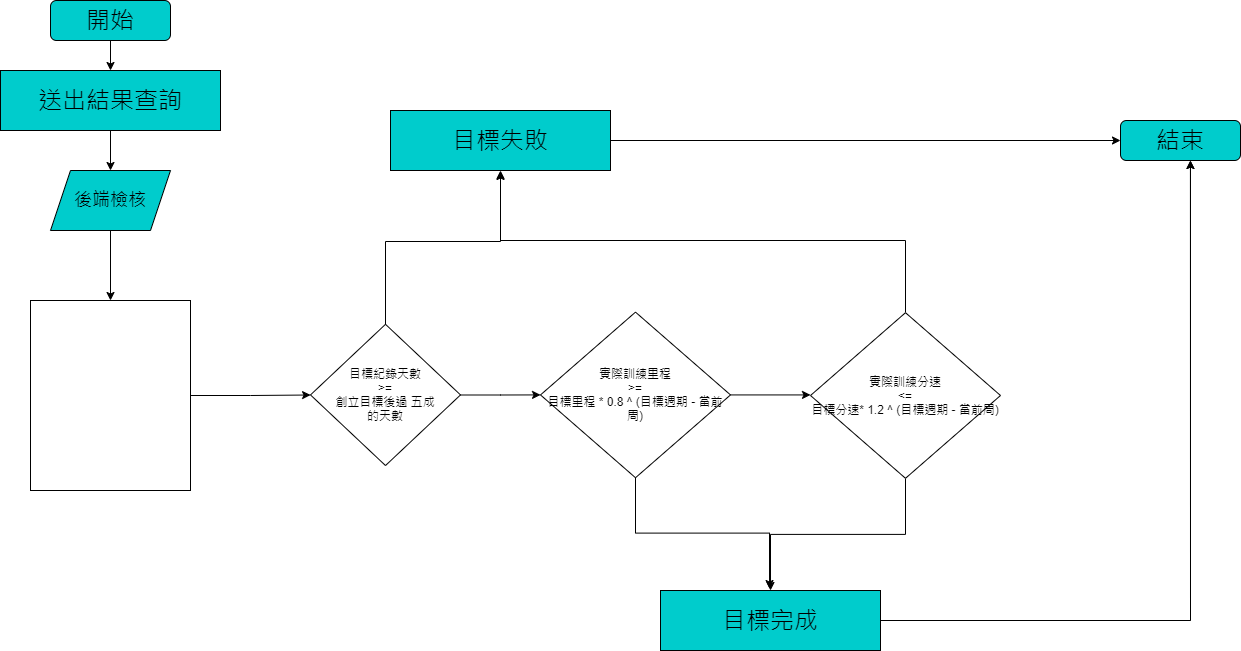 開始
送出結果查詢
後端檢核
目標失敗
結束
目標紀錄天數
>=
創立目標後過 五成
的天數
實際訓練里程
>=
目標里程 * 0.8 ^ (目標週期 - 當前
周)
實際訓練分速
<=
目標分速* 1.2 ^ (目標週期 - 當前周)
目標完成